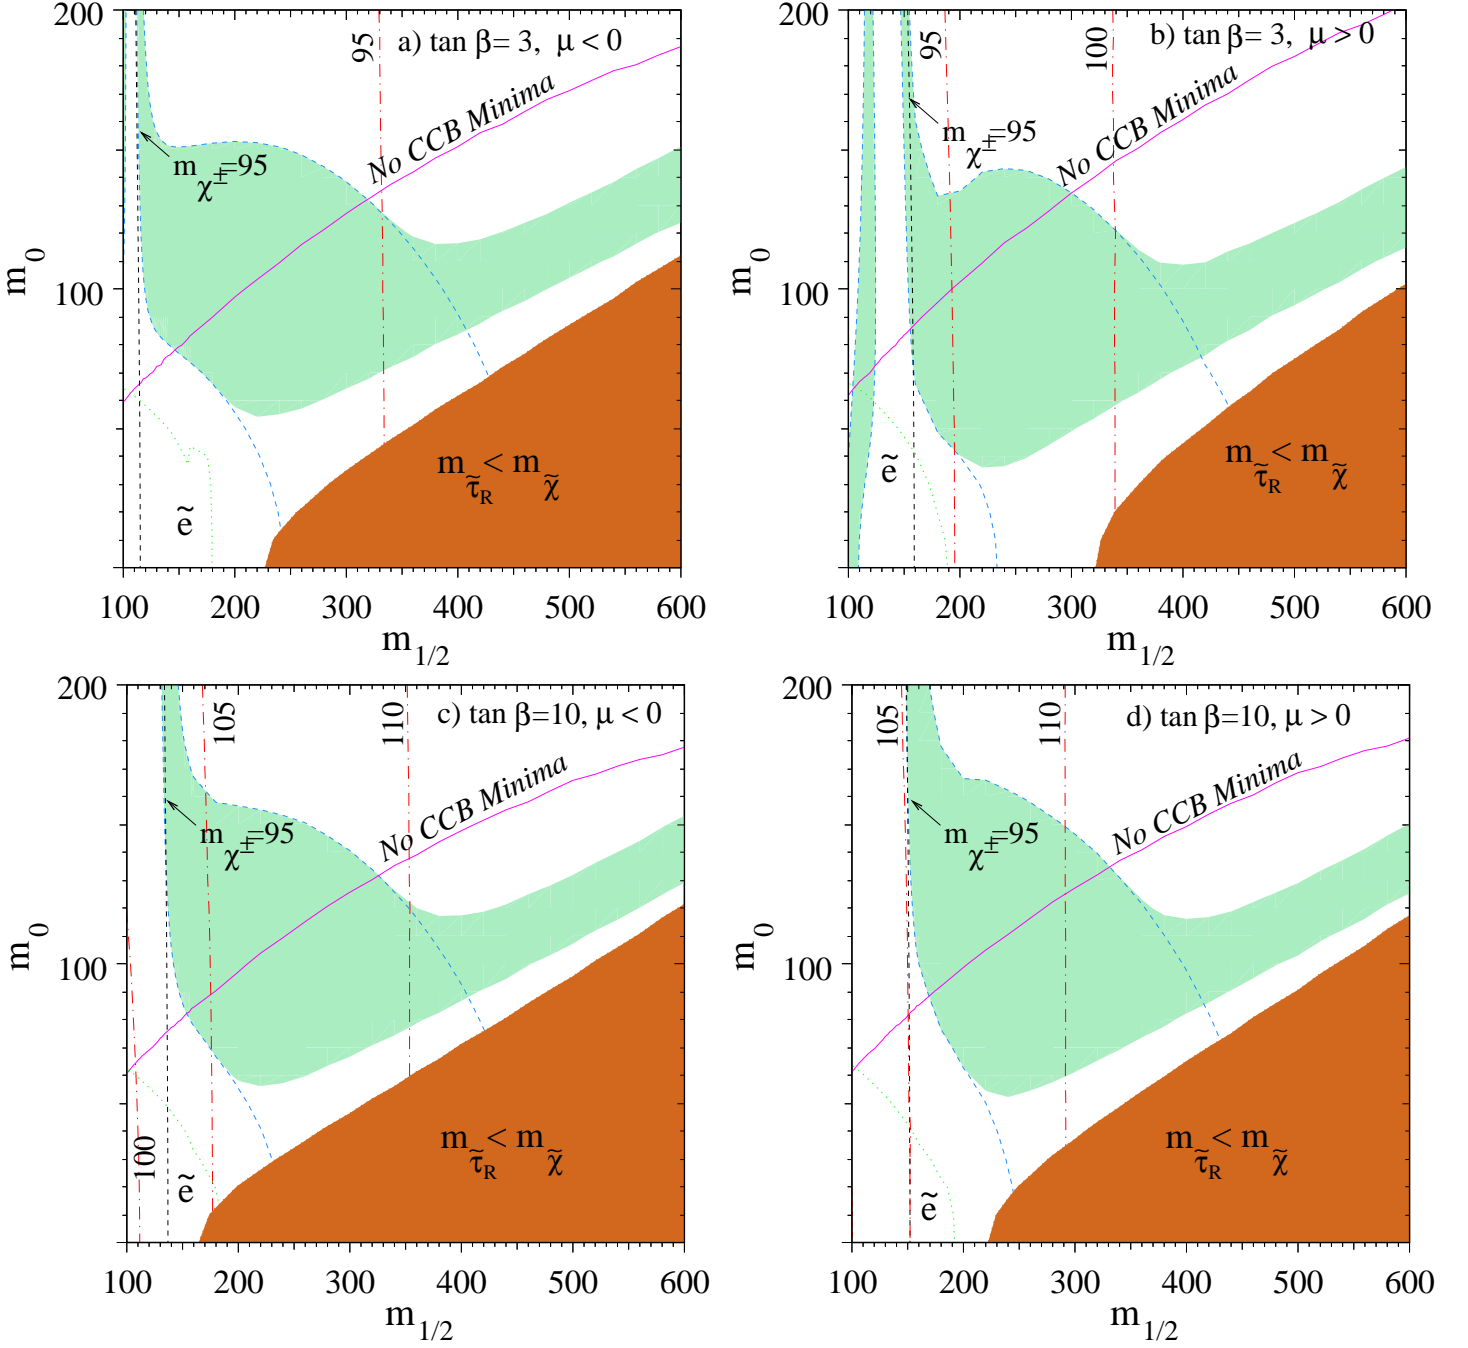 200
95
a) tan β= 3, μ < 0
No CCB Minima
m χ± =95
m 0
100
m τ̃R < m χ̃
ẽ
100 200 300 400 500 600
m 1/2
200
95
100
b) tan β= 3, μ > 0
No CCB Minima
m χ± =95
m 0
100
m τ̃R < m χ̃
ẽ
100 200 300 400 500 600
m 1/2
200
105
110
c) tan β=10, μ < 0
No CCB Minima
m χ± =95
m 0
100
100
m τ̃R < m χ̃
ẽ
100 200 300 400 500 600
m 1/2
200
105
110
d) tan β=10, μ > 0
No CCB Minima
m χ± =95
m 0
100
m τ̃R < m χ̃
ẽ
100 200 300 400 500 600
m 1/2